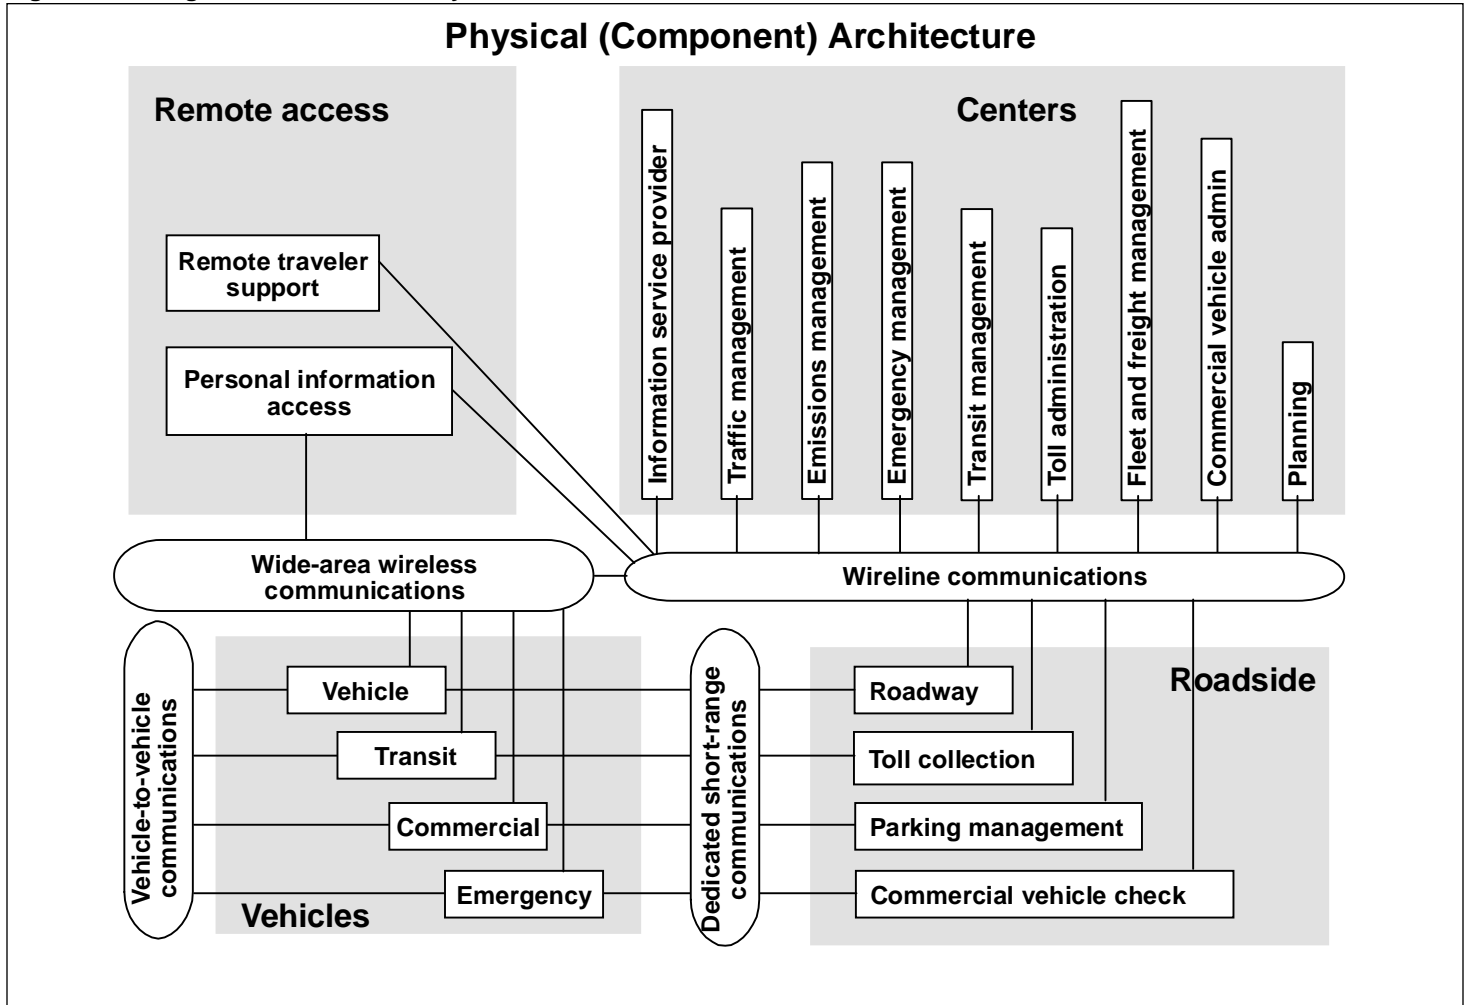 Physical (Component) Architecture
Remote access
Remote traveler
support
Personal information
access
Centers
Information service provider
Traffic management
Emissions management
Emergency management
Transit management
Toll administration
Fleet and freight management
Commercial vehicle admin
Planning
Wide-area wireless
communications
Wireline communications
Vehicle-to-vehicle
communications
Vehicle
Transit
Commercial
Emergency
Vehicles
Dedicated short-range
communications
Roadside
Roadway
Toll collection
Parking management
Commercial vehicle check